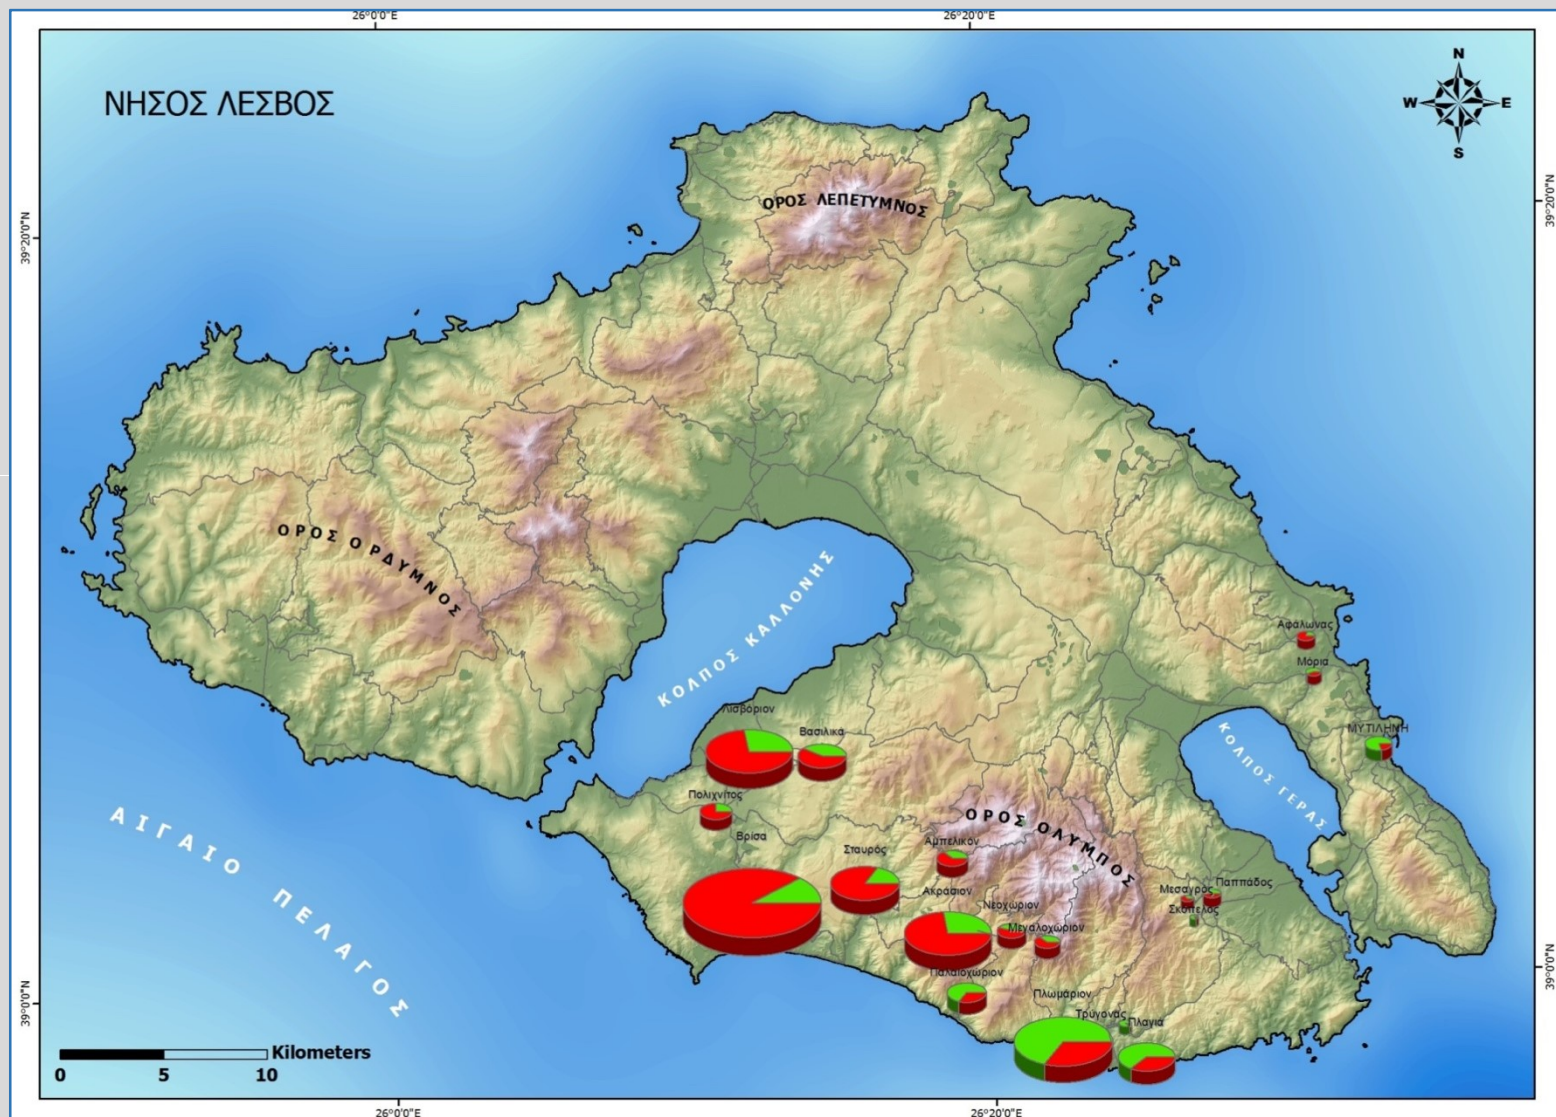 26°0'0"E
26°20'0"E
ΝΗΣΟΣ ΛΕΣΒΟΣ
N
W
E
S
39°20'0"N
39°20'0"N
ΟΡΟΣ ΛΕΠΕΤΥΜΝΟΣ
ΟΡΟΣ ΟΡΔΥΜΝΟΣ
ΚΟΛΠΟΣ ΚΑΛΛΟΝΗΣ
Αφάλωνας
Μόρια
Λισβόριον
Βασιλικά
ΜΥΤΙΛΗΝΗ
ΚΟΛΠΟΣ ΓΕΡΑΣ
Πολιχνίτος
ΑΙΓΑΙΟ ΠΕΛΑΓΟΣ
ΟΡΟΣ ΟΛΥΜΠΟΣ
Βρίσα
Σταυρός
Αμπελικόν
Ακράσιον
Μεσαγρός
Παππάδος
Νεοχώριον
Σκόπελος
Μεγαλοχώριον
Παλαιοχώριον
Πλωμάριον
Τρύγονας
Πλαγιά
39°0'0"N
39°0'0"N
Kilometers
0
5
10
26°0'0"E
26°20'0"E